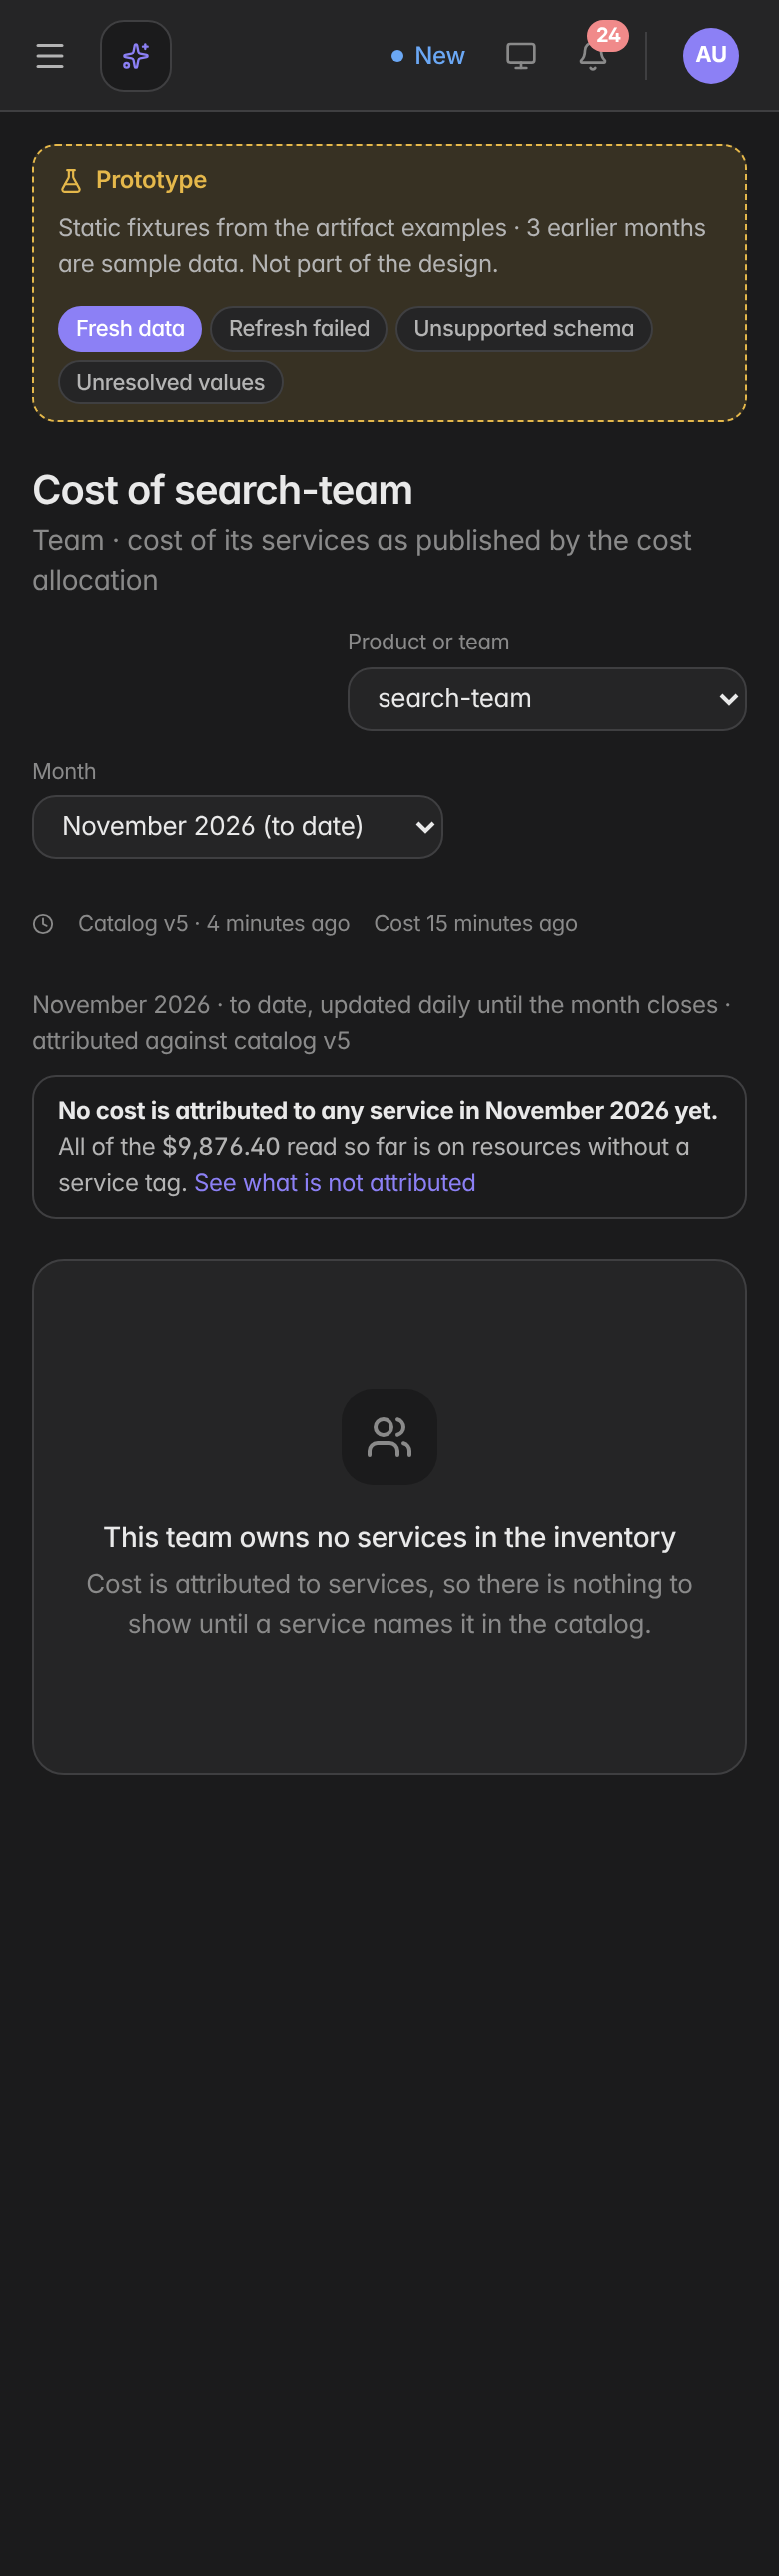 New
24
AU
Prototype
Static fixtures from the artifact examples · 3 earlier months
are sample data. Not part of the design.
Fresh data
Refresh failed
Unsupported schema
Unresolved values
Cost of search-team
Team · cost of its services as published by the cost
allocation
Product or team
search-team
Month
November 2026 (to date)
Catalog v5 · 4 minutes ago
Cost 15 minutes ago
November 2026 · to date, updated daily until the month closes ·
attributed against catalog v5
No cost is attributed to any service in November 2026 yet.
All of the $9,876.40 read so far is on resources without a
service tag. See what is not attributed
This team owns no services in the inventory
Cost is attributed to services, so there is nothing to
show until a service names it in the catalog.